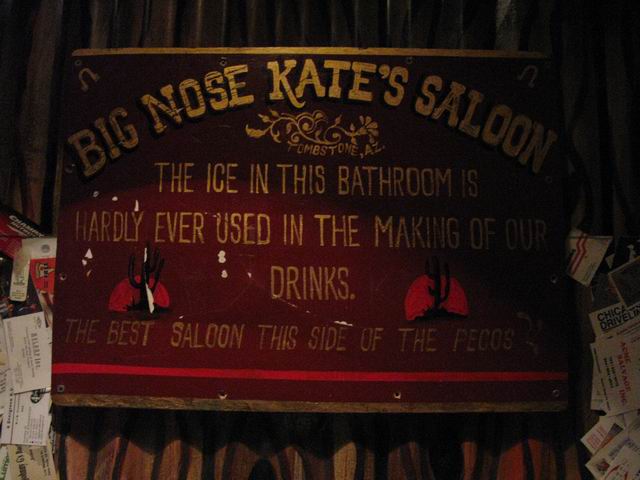 BIG NOSE KATE'S SALOON
TOMBSTONE, AZ.
THE ICE IN THIS BATHROOM IS
HARDLY EVER USED IN THE MAKING OF OUR
DRINKS.
THE BEST SALOON THIS SIDE OF THE PECOS